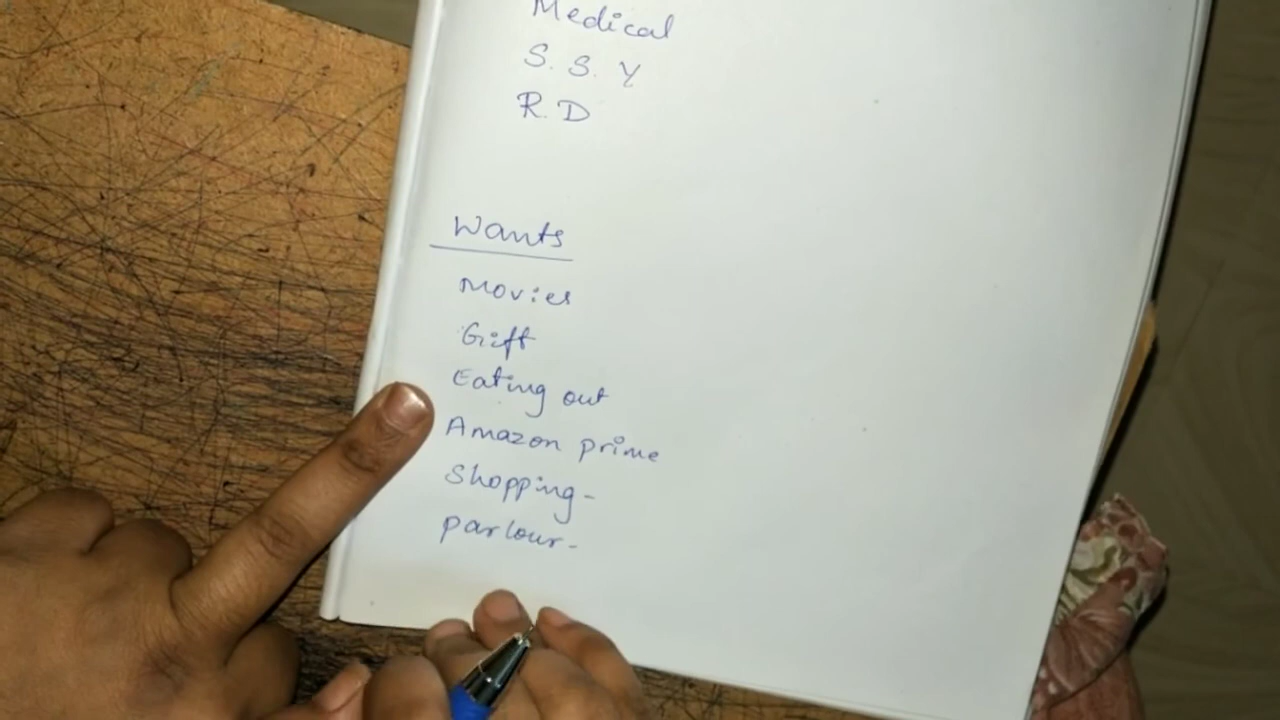 Medical
S. S. Y
R. D
Wants
Movies
Gift
Eating out
Amazon prime
Shopping-
parlour-